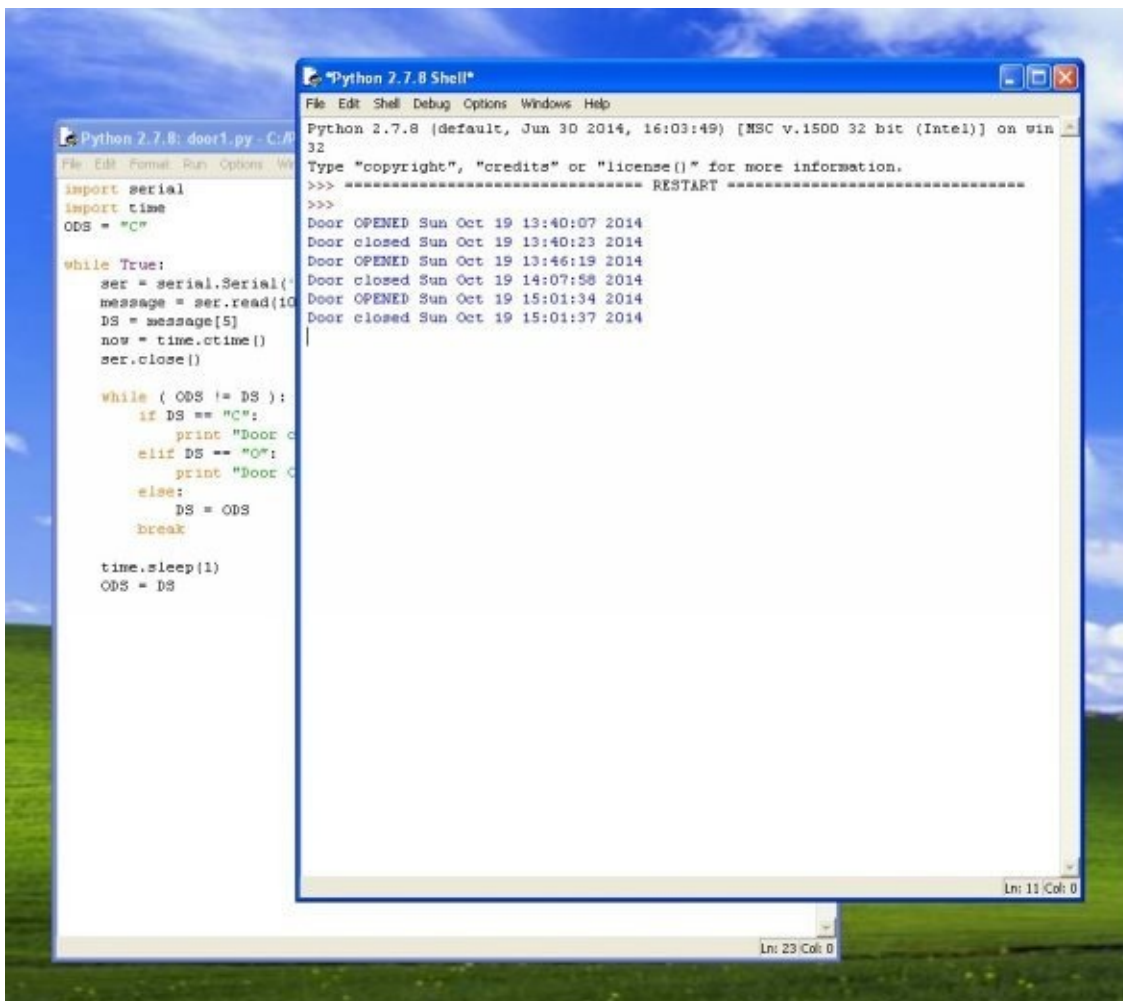 Python 2.7.8: door1.py - C:/P
File Edit Format Run Options
import serial
import time
ODS = "C"
while True:
ser = serial.Serial('
message = ser.read(10
DS = message[5]
now = time.ctime()
ser.close()
while ( ODS != DS ):
if DS == "C":
print "Door c
elif DS == "O":
print "Door O
else:
DS = ODS
break
time.sleep(1)
ODS = DS
Ln: 23 Col: 0
*Python 2.7.8 Shell*
File Edit Shell Debug Options Windows Help
Python 2.7.8 (default, Jun 30 2014, 16:03:49) [MSC v.1500 32 bit (Intel)] on win
32
Type "copyright", "credits" or "license()" for more information.
>>> ================================ RESTART ================================
>>>
Door OPENED Sun Oct 19 13:40:07 2014
Door closed Sun Oct 19 13:40:23 2014
Door OPENED Sun Oct 19 13:46:19 2014
Door closed Sun Oct 19 14:07:58 2014
Door OPENED Sun Oct 19 15:01:34 2014
Door closed Sun Oct 19 15:01:37 2014
Ln: 11 Col: 0